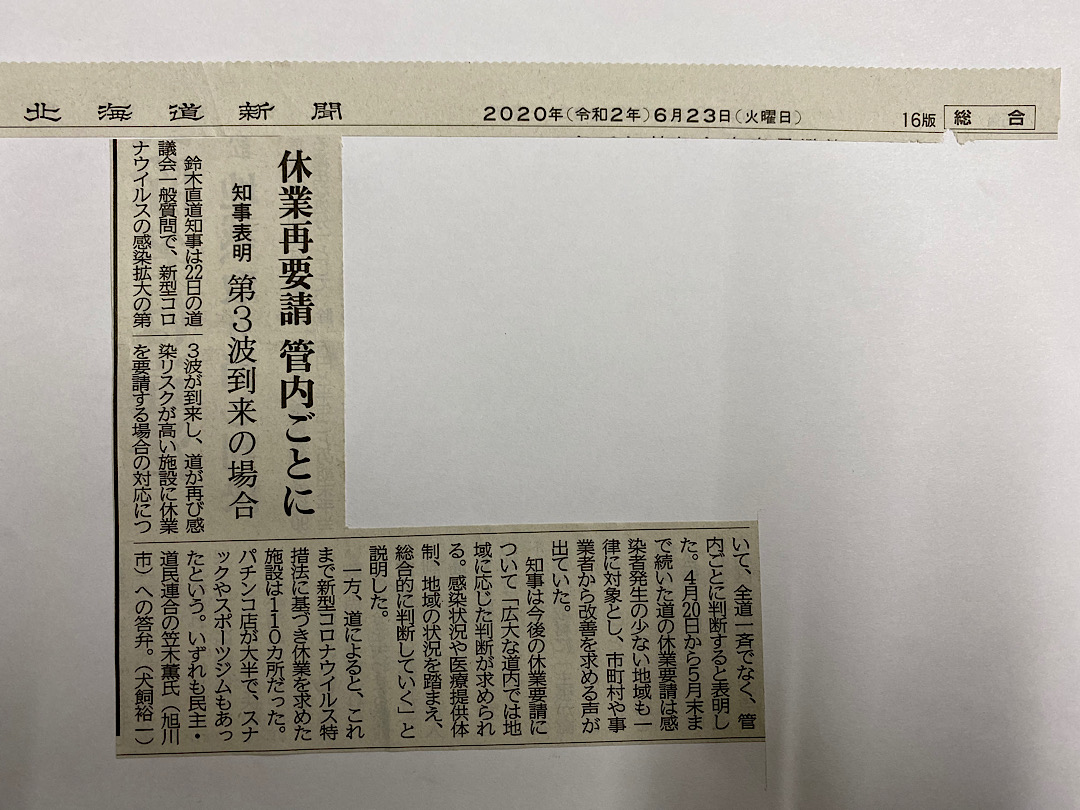 北海道新聞
2020年(令和2年)6月23日(火曜日)
16版
総合
休業再要請 管内ごとに
知事表明 第3波到来の場合
鈴木直道知事は22日の道
議会一般質問で、新型コロ
ナウイルスの感染拡大の第
3波が到来し、道が再び感
染リスクが高い施設に休業
を要請する場合の対応につ
いて、全道一斉でなく、管
内ごとに判断すると表明し
た。4月20日から5月末ま
で続いた道の休業要請は感
染者発生の少ない地域も一
律に対象とし、市町村や事
業者から改善を求める声が
出ていた。
知事は今後の休業要請に
ついて「広大な道内では地
域に応じた判断が求められ
る。感染状況や医療提供体
制、地域の状況を踏まえ、
総合的に判断していく」と
説明した。
一方、道によると、これ
まで新型コロナウイルス特
措法に基づき休業を求めた
施設は110カ所だった。
パチンコ店が大半で、スナ
ックやスポーツジムもあっ
たという。いずれも民主・
道民連合の笠木薫氏(旭川
市)への答弁。(犬飼裕一)